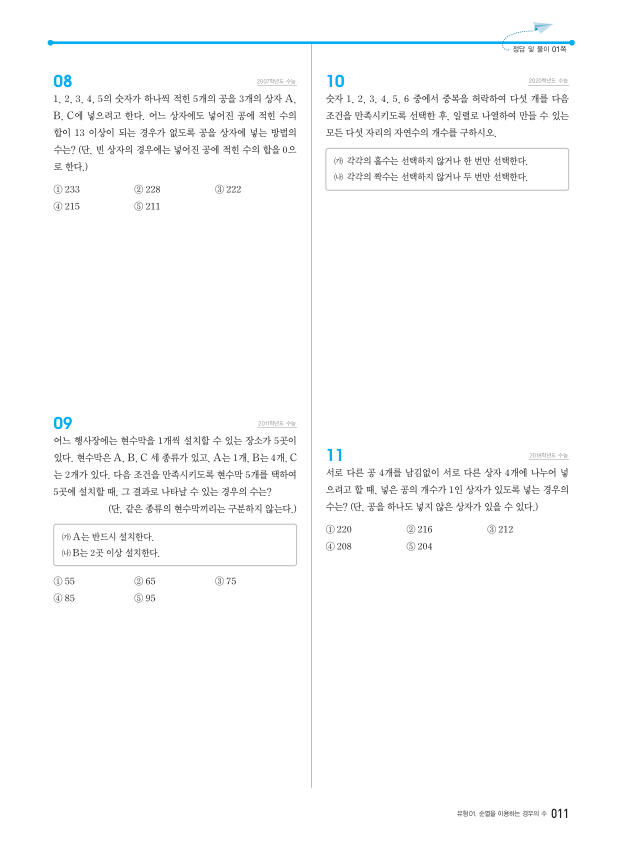 정답 및 풀이 01쪽
08
2007학년도 수능
1, 2, 3, 4, 5의 숫자가 하나씩 적힌 5개의 공을 3개의 상자 A,
B, C에 넣으려고 한다. 어느 상자에도 넣어진 공에 적힌 수의
합이 13 이상이 되는 경우가 없도록 공을 상자에 넣는 방법의
수는? (단, 빈 상자의 경우에는 넣어진 공에 적힌 수의 합을 0으
로 한다.)
① 233 ② 228 ③ 222
④ 215 ⑤ 211
09
2011학년도 수능
어느 행사장에는 현수막을 1개씩 설치할 수 있는 장소가 5곳이
있다. 현수막은 A, B, C 세 종류가 있고, A는 1개, B는 4개, C
는 2개가 있다. 다음 조건을 만족시키도록 현수막 5개를 택하여
5곳에 설치할 때, 그 결과로 나타날 수 있는 경우의 수는?
(단, 같은 종류의 현수막끼리는 구분하지 않는다.)
㈎ A는 반드시 설치한다.
㈏ B는 2곳 이상 설치한다.
① 55 ② 65 ③ 75
④ 85 ⑤ 95
10
2020학년도 수능
숫자 1, 2, 3, 4, 5, 6 중에서 중복을 허락하여 다섯 개를 다음
조건을 만족시키도록 선택한 후, 일렬로 나열하여 만들 수 있는
모든 다섯 자리의 자연수의 개수를 구하시오.
㈎ 각각의 홀수는 선택하지 않거나 한 번만 선택한다.
㈏ 각각의 짝수는 선택하지 않거나 두 번만 선택한다.
11
2018학년도 수능
서로 다른 공 4개를 남김없이 서로 다른 상자 4개에 나누어 넣
으려고 할 때, 넣은 공의 개수가 1인 상자가 있도록 넣는 경우의
수는? (단, 공을 하나도 넣지 않은 상자가 있을 수 있다.)
① 220 ② 216 ③ 212
④ 208 ⑤ 204
유형01. 순열을 이용하는 경우의 수 011